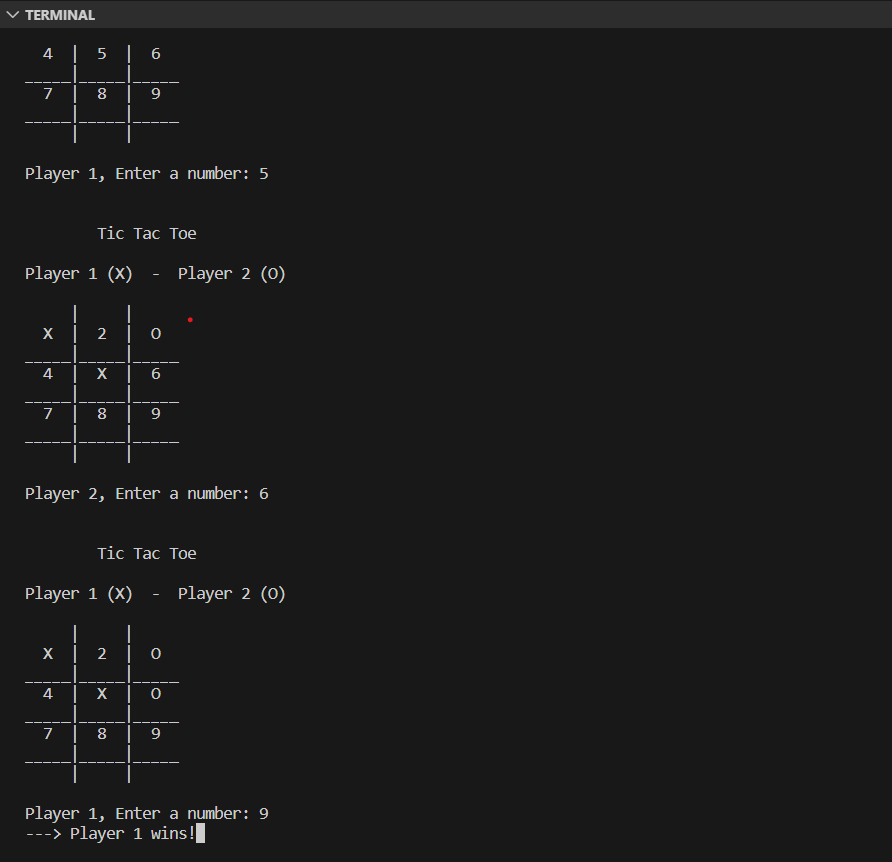 TERMINAL
4 | 5 | 6
_____|_____|_____
7 | 8 | 9
_____|_____|_____
| |
Player 1, Enter a number: 5
Tic Tac Toe
Player 1 (X) - Player 2 (O)
| |
X | 2 | O
_____|_____|_____
4 | X | 6
_____|_____|_____
7 | 8 | 9
_____|_____|_____
| |
Player 2, Enter a number: 6
Tic Tac Toe
Player 1 (X) - Player 2 (O)
| |
X | 2 | O
_____|_____|_____
4 | X | O
_____|_____|_____
7 | 8 | 9
_____|_____|_____
| |
Player 1, Enter a number: 9
---> Player 1 wins!